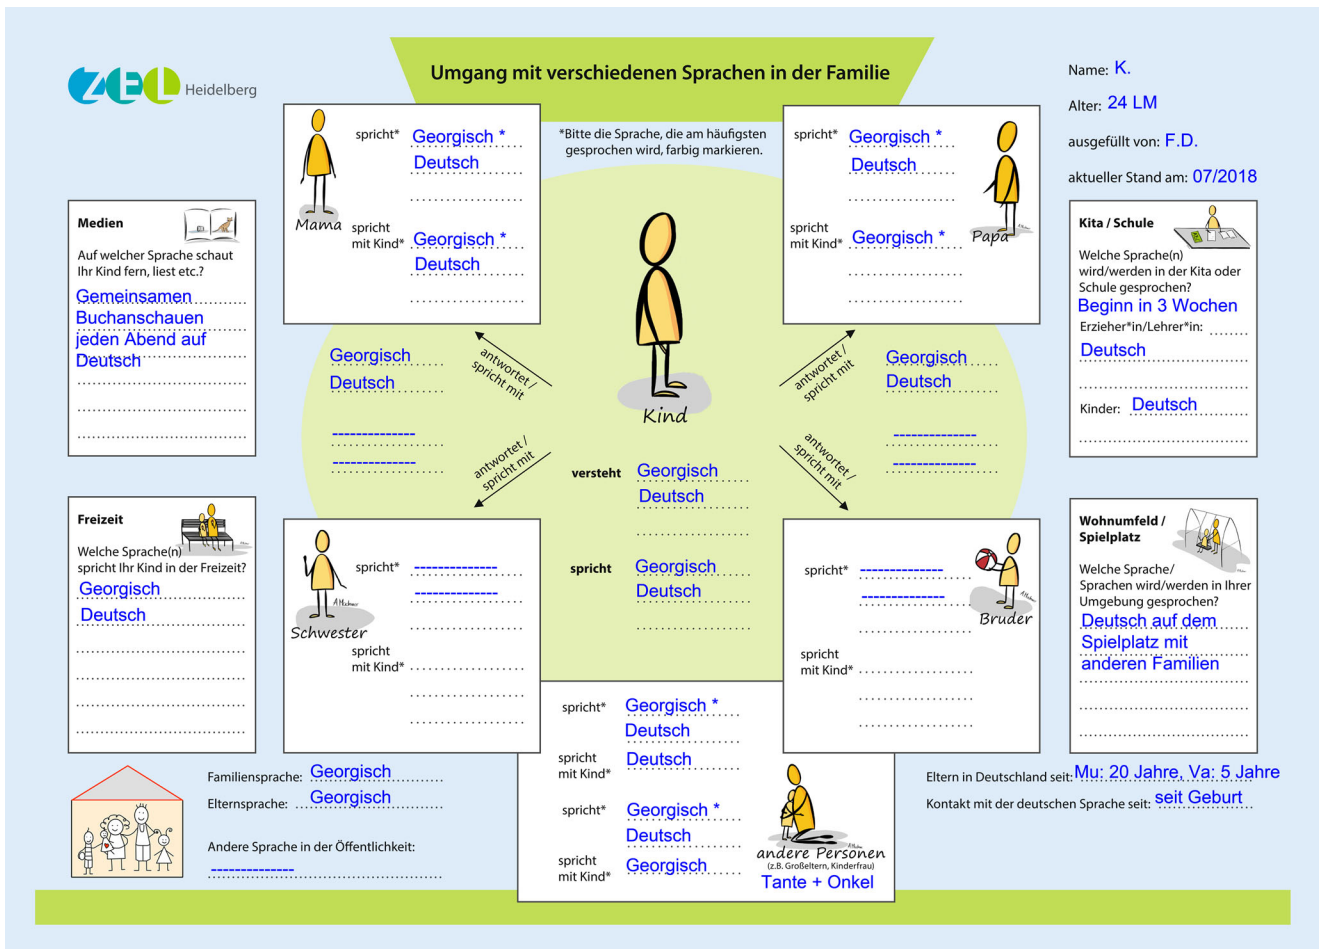 ZEL Heidelberg
Umgang mit verschiedenen Sprachen in der Familie
*Bitte die Sprache, die am häufigsten
gesprochen wird, farbig markieren.
Name: K.
Alter: 24 LM
ausgefüllt von: F.D.
aktueller Stand am: 07/2018
Mama
spricht* Georgisch *
Deutsch
spricht
mit Kind* Georgisch *
Deutsch
Papa
spricht* Georgisch *
Deutsch
spricht
mit Kind* Georgisch *
Medien
Auf welcher Sprache schaut
Ihr Kind fern, liest etc.?
Gemeinsamen
Buchanschauen
jeden Abend auf
Deutsch
Kita / Schule
Welche Sprache(n)
wird/werden in der Kita oder
Schule gesprochen?
Beginn in 3 Wochen
Erzieher*in/Lehrer*in:
Deutsch
Kinder: Deutsch
Georgisch
Deutsch
--------------
--------------
antwortet /
spricht mit
antwortet /
spricht mit
Kind
antwortet /
spricht mit
antwortet /
spricht mit
Georgisch
Deutsch
--------------
--------------
versteht Georgisch
Deutsch
spricht Georgisch
Deutsch
Freizeit
Welche Sprache(n)
spricht Ihr Kind in der Freizeit?
Georgisch
Deutsch
Schwester
spricht* --------------
--------------
spricht
mit Kind*
Bruder
spricht* --------------
--------------
spricht
mit Kind*
Wohnumfeld /
Spielplatz
Welche Sprache/
Sprachen wird/werden in Ihrer
Umgebung gesprochen?
Deutsch auf dem
Spielplatz mit
anderen Familien
spricht* Georgisch *
Deutsch
spricht
mit Kind* Deutsch
spricht* Georgisch *
Deutsch
spricht
mit Kind* Georgisch
andere Personen
(z.B. Großeltern, Kinderfrau)
Tante + Onkel
Familiensprache: Georgisch
Elternsprache: Georgisch
Andere Sprache in der Öffentlichkeit:
--------------
Eltern in Deutschland seit: Mu: 20 Jahre, Va: 5 Jahre
Kontakt mit der deutschen Sprache seit: seit Geburt